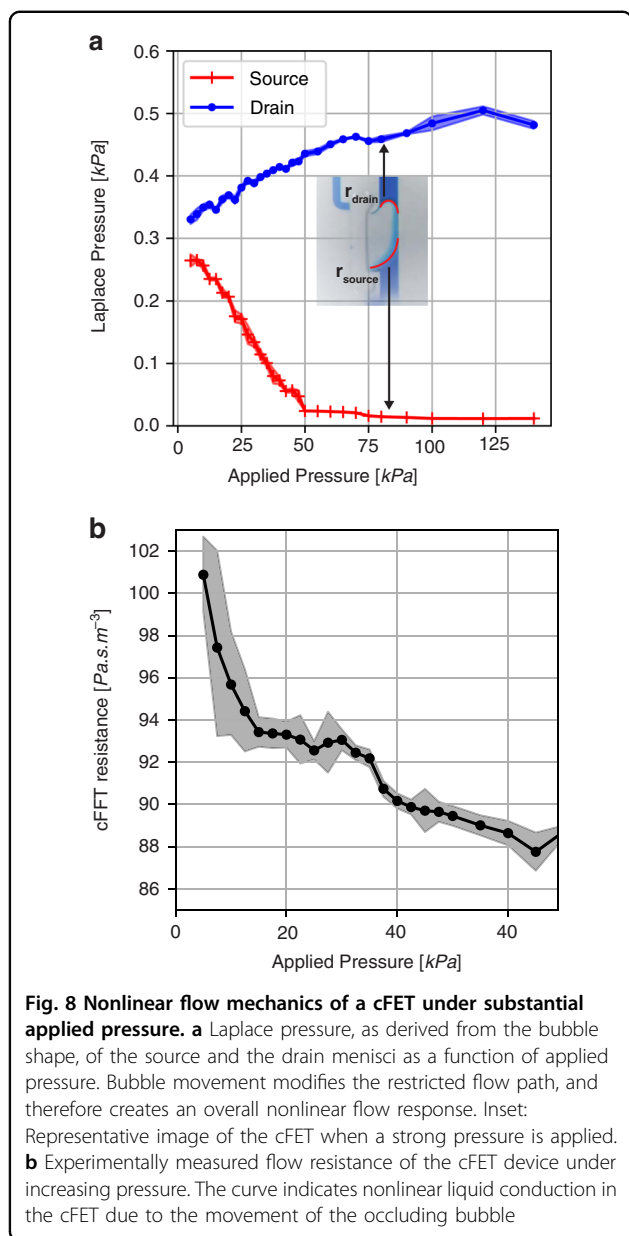 a
0.6
Source
Drain
0.5
0.4
r drain
0.3
r source
0.2
0.1
0.0
Laplace Pressure [kPa]
0 25 50 75 100 125
Applied Pressure [kPa]
b
102
100
98
96
94
92
90
88
86
cFFT resistance [Pa.s.m⁻³]
0 20 40 40
Applied Pressure [kPa]
Fig. 8 Nonlinear flow mechanics of a cFET under substantial
applied pressure. a Laplace pressure, as derived from the bubble
shape, of the source and the drain menisci as a function of applied
pressure. Bubble movement modifies the restricted flow path, and
therefore creates an overall nonlinear flow response. Inset:
Representative image of the cFET when a strong pressure is applied.
b Experimentally measured flow resistance of the cFET device under
increasing pressure. The curve indicates nonlinear liquid conduction in
the cFET due to the movement of the occluding bubble